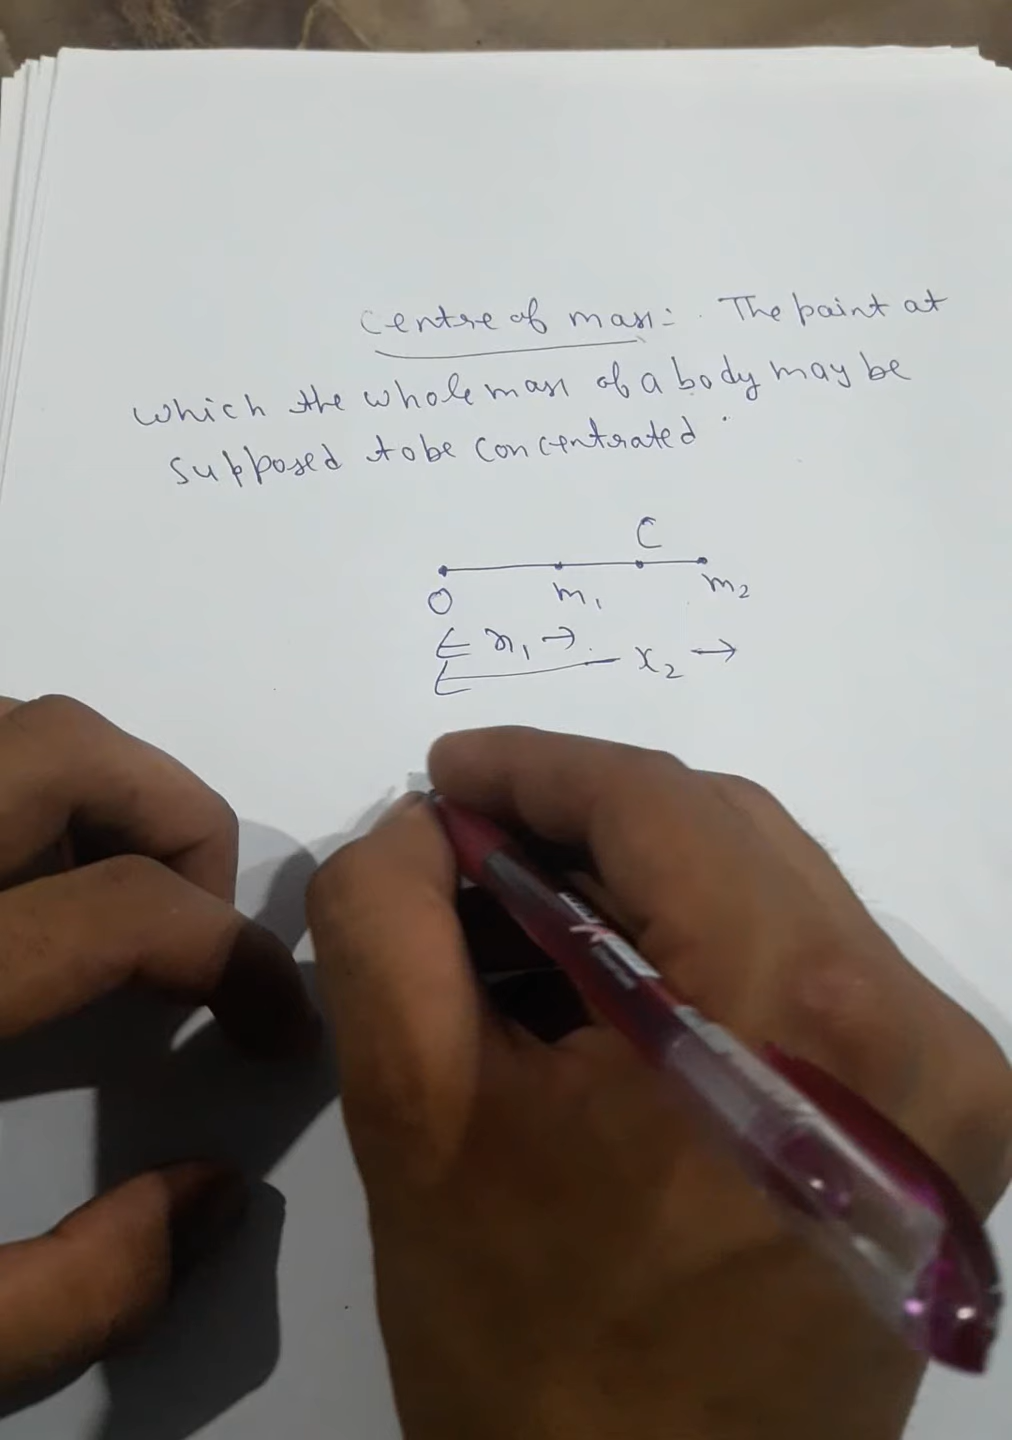 Centre of mass: The paint at
which the whole mass of a body may be
supposed to be concentrated
C
O m₁ m₂
x₁ →
x₂ →